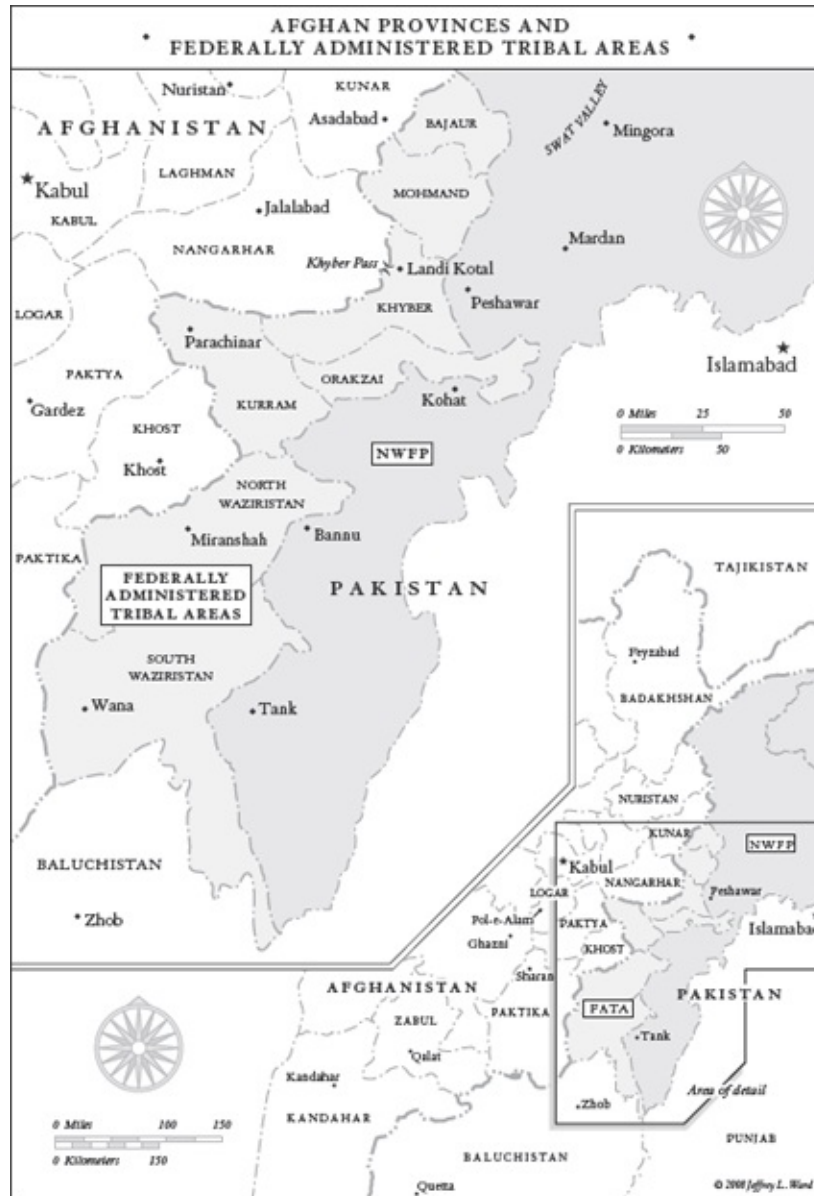 AFGHAN PROVINCES AND
FEDERALLY ADMINISTERED TRIBAL AREAS
Nuristan
KUNAR
Asadabad
BAJAUR
SWAT VALLEY
Mingora
AFGHANISTAN
LAGHMAN
MOHMAND
Kabul
KABUL
Jalalabad
NANGARHAR
Mardan
Khyber Pass
Landi Kotal
Peshawar
KHYBER
LOGAR
Parachinar
Islamabad
PAKTYA
ORAKZAI
Kohat
Gardez
KURRAM
0 Miles 25 50
0 Kilometers 50
KHOST
Khost
NWFP
NORTH
WAZIRISTAN
Miranshah
Bannu
PAKTIKA
FEDERALLY
ADMINISTERED
TRIBAL AREAS
PAKISTAN
SOUTH
WAZIRISTAN
Wana
Tank
BALUCHISTAN
Zhob
TAJIKISTAN
Feyzabad
BADAKHSHAN
NURISTAN
KUNAR
NWFP
Kabul
NANGARHAR
LOGAR
Peshawar
Pol-e-Alam
PAKTYA
Ghazni
KHOST
Islamabad
Sharan
AFGHANISTAN
PAKISTAN
PAKTIKA
FATA
ZABUL
Tank
Qalat
Kandahar
Area of detail
Zhob
KANDAHAR
0 Miles 100 150
0 Kilometers 150
PUNJAB
BALUCHISTAN
Quetta
© 2008 Jeffrey L. Ward